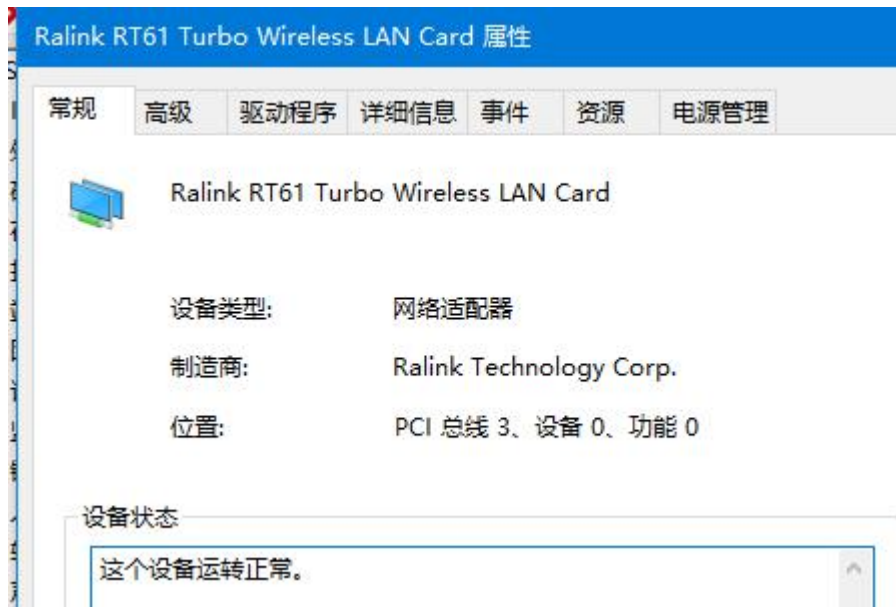 Ralink RT61 Turbo Wireless LAN Card 属性
常规 高级 驱动程序 详细信息 事件 资源 电源管理
Ralink RT61 Turbo Wireless LAN Card
设备类型: 网络适配器
制造商: Ralink Technology Corp.
位置: PCI 总线 3、设备 0、功能 0
设备状态
这个设备运转正常。